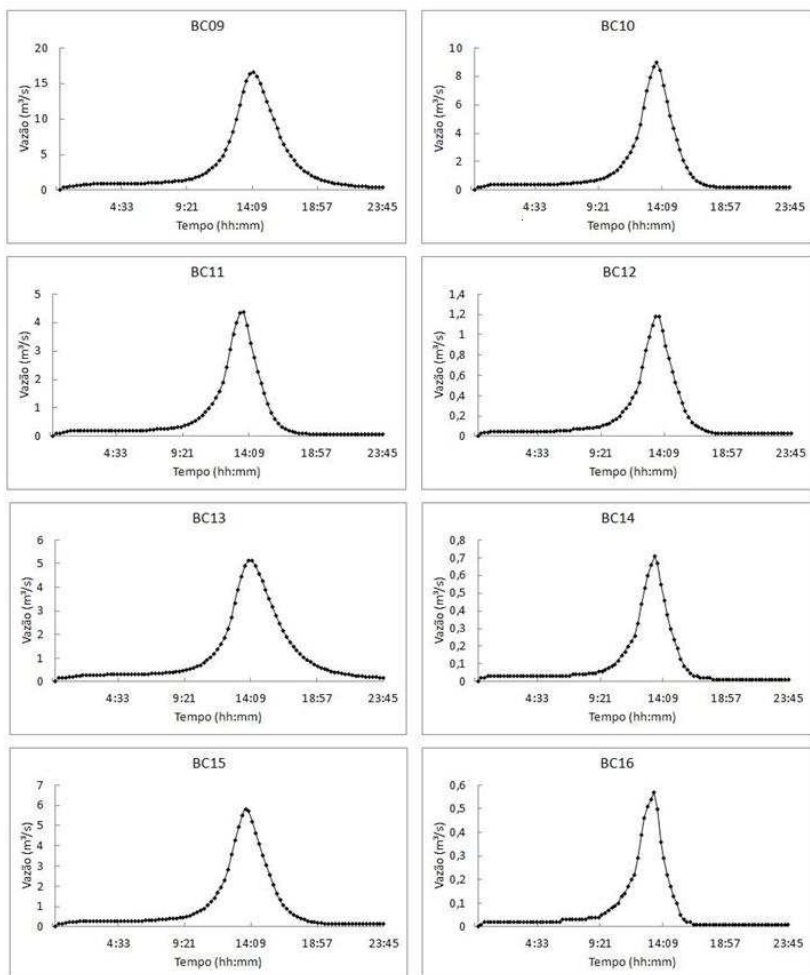 BC09
20
15
10
5
0
Vazão (m³/s)
4:33 9:21 14:09 18:57 23:45
Tempo (hh:mm)
BC10
10
8
6
4
2
0
Vazão (m³/s)
4:33 9:21 14:09 18:57 23:45
Tempo (hh:mm)
BC11
5
4
3
2
1
0
Vazão (m³/s)
4:33 9:21 14:09 18:57 23:45
Tempo (hh:mm)
BC12
1,4
1,2
1
0,8
0,6
0,4
0,2
0
Vazão (m³/s)
4:33 9:21 14:09 18:57 23:45
Tempo (hh:mm)
BC13
6
5
4
3
2
1
0
Vazão (m³/s)
4:33 9:21 14:09 18:57 23:45
Tempo (hh:mm)
BC14
0,8
0,7
0,6
0,5
0,4
0,3
0,2
0,1
0
Vazão (m³/s)
4:33 9:21 14:09 18:57 23:45
Tempo (hh:mm)
BC15
7
6
5
4
3
2
1
0
Vazão (m³/s)
4:33 9:21 14:09 18:57 23:45
Tempo (hh:mm)
BC16
0,6
0,5
0,4
0,3
0,2
0,1
0
Vazão (m³/s)
4:33 9:21 14:09 18:57 23:45
Tempo (hh:mm)